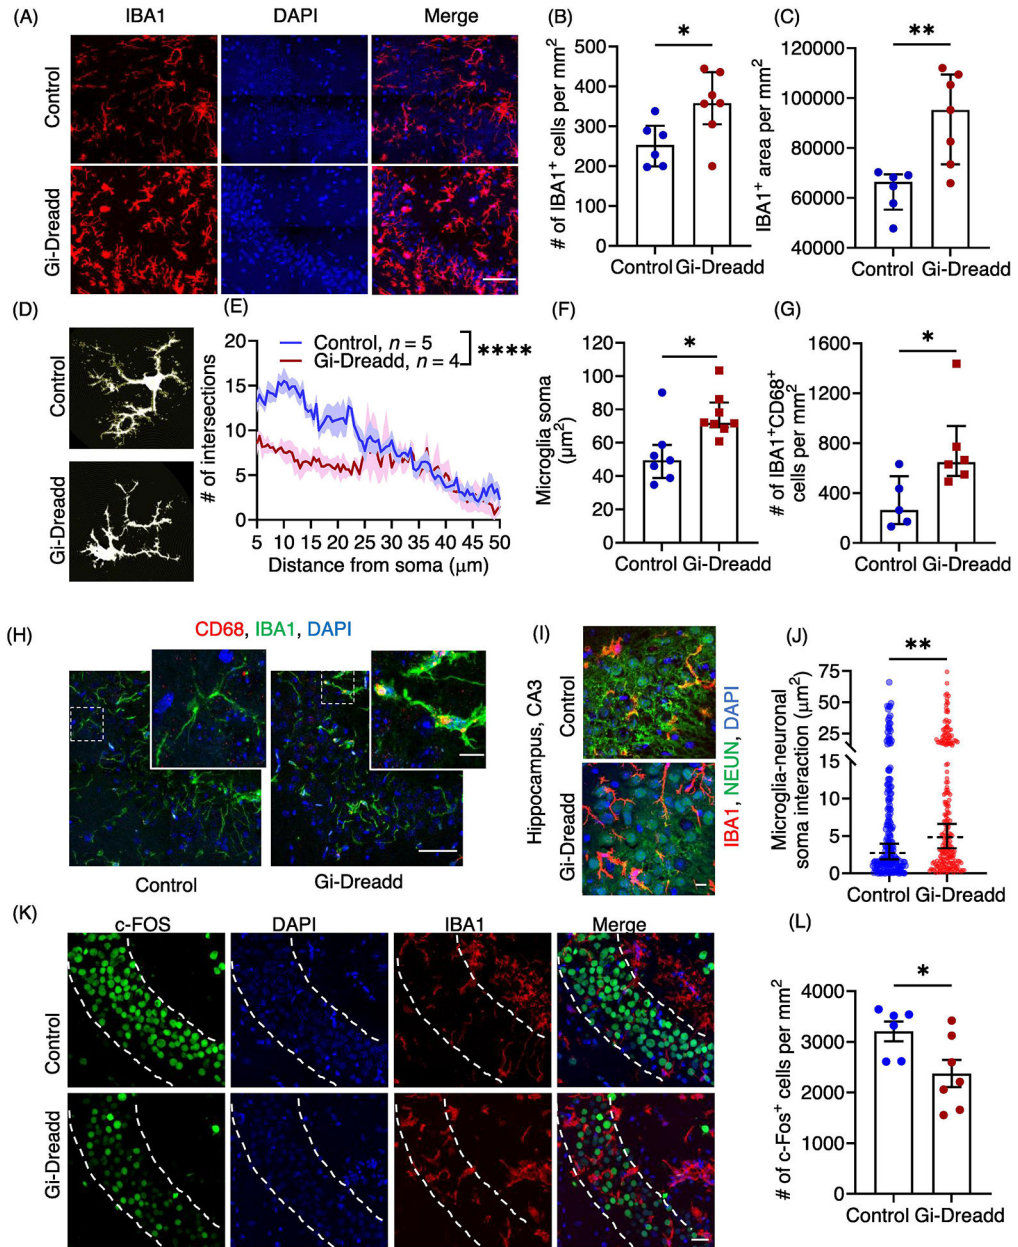 (A)
IBA1 DAPI Merge
Control
Gi-Dreadd
(B)
# of IBA1+ cells per mm2
500
400
300
200
100
0
*
Control Gi-Dreadd
(C)
IBA1+ area per mm2
120000
100000
80000
60000
40000
**
Control Gi-Dreadd
(D)
Control
Gi-Dreadd
(E)
# of intersections
20
15
10
5
0
Control, n = 5
Gi-Dreadd, n = 4
****
5 10 15 20 25 30 35 40 45 50
Distance from soma (μm)
(F)
Microglia soma
(μm2)
120
100
80
60
40
20
0
*
Control Gi-Dreadd
(G)
# of IBA1+CD68+
cells per mm2
1600
1200
800
400
0
*
Control Gi-Dreadd
(H)
CD68, IBA1, DAPI
Control
Gi-Dreadd
(I)
Hippocampus, CA3
Control
Gi-Dreadd
IBA1, NEUN, DAPI
(J)
Microglia-neuronal
soma interaction (μm2)
75
50
25
15
10
5
0
**
Control Gi-Dreadd
(K)
c-FOS DAPI IBA1 Merge
Control
Gi-Dreadd
(L)
# of c-Fos+ cells per mm2
4000
3000
2000
1000
0
*
Control Gi-Dreadd